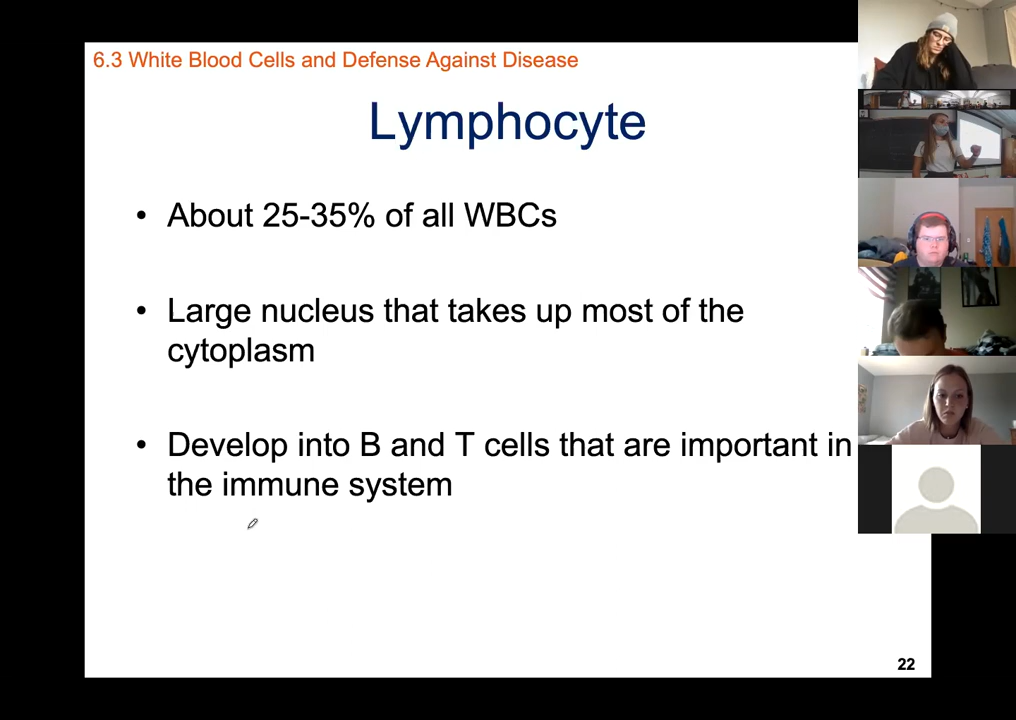 6.3 White Blood Cells and Defense Against Disease
Lymphocyte
• About 25-35% of all WBCs
• Large nucleus that takes up most of the
cytoplasm
• Develop into B and T cells that are important in
the immune system
22